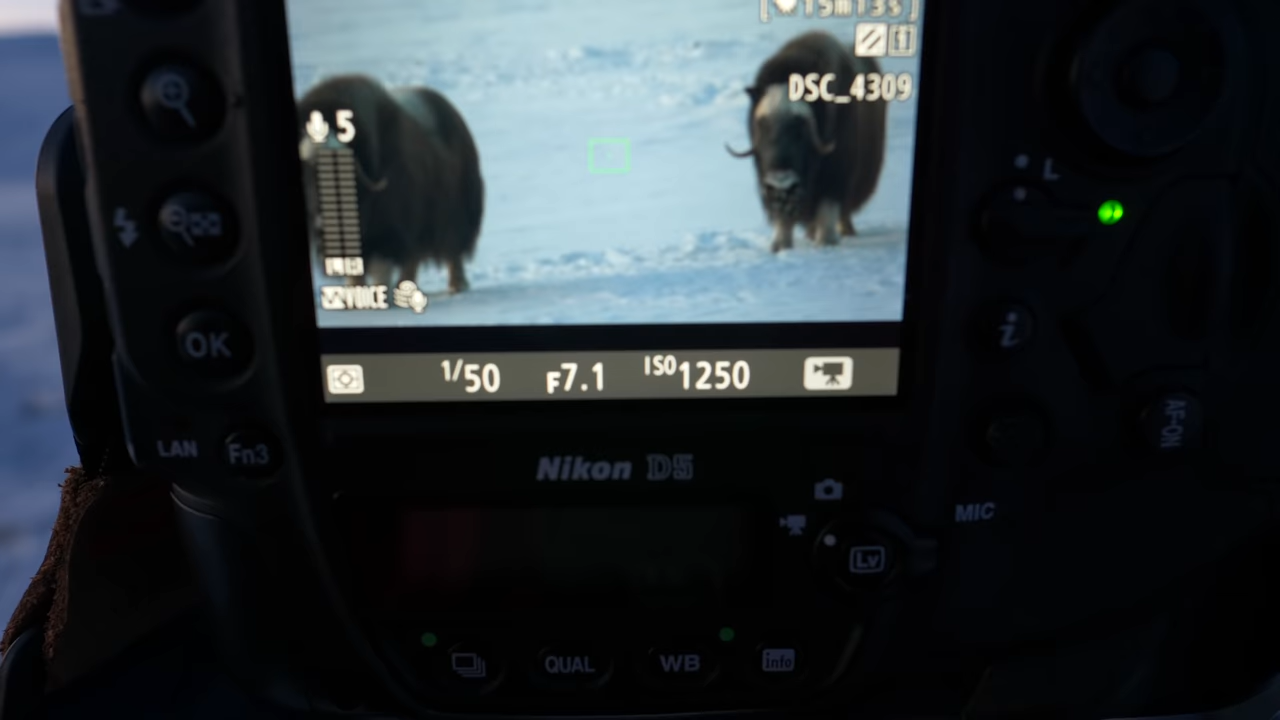 15m13s
DSC_4309
5
L R
VOICE
1/50 F7.1 ISO1250
L
OK
LAN Fn3
AF-ON
Nikon D5
MIC
Lv
QUAL WB info